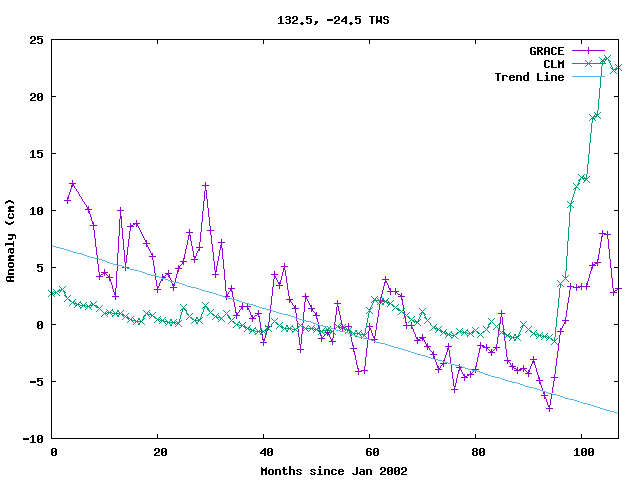 132.5, -24.5 TWS
25
20
15
10
5
0
-5
-10
GRACE
CLM
Trend Line
Anomaly (cm)
0 20 40 60 80 100
Months since Jan 2002